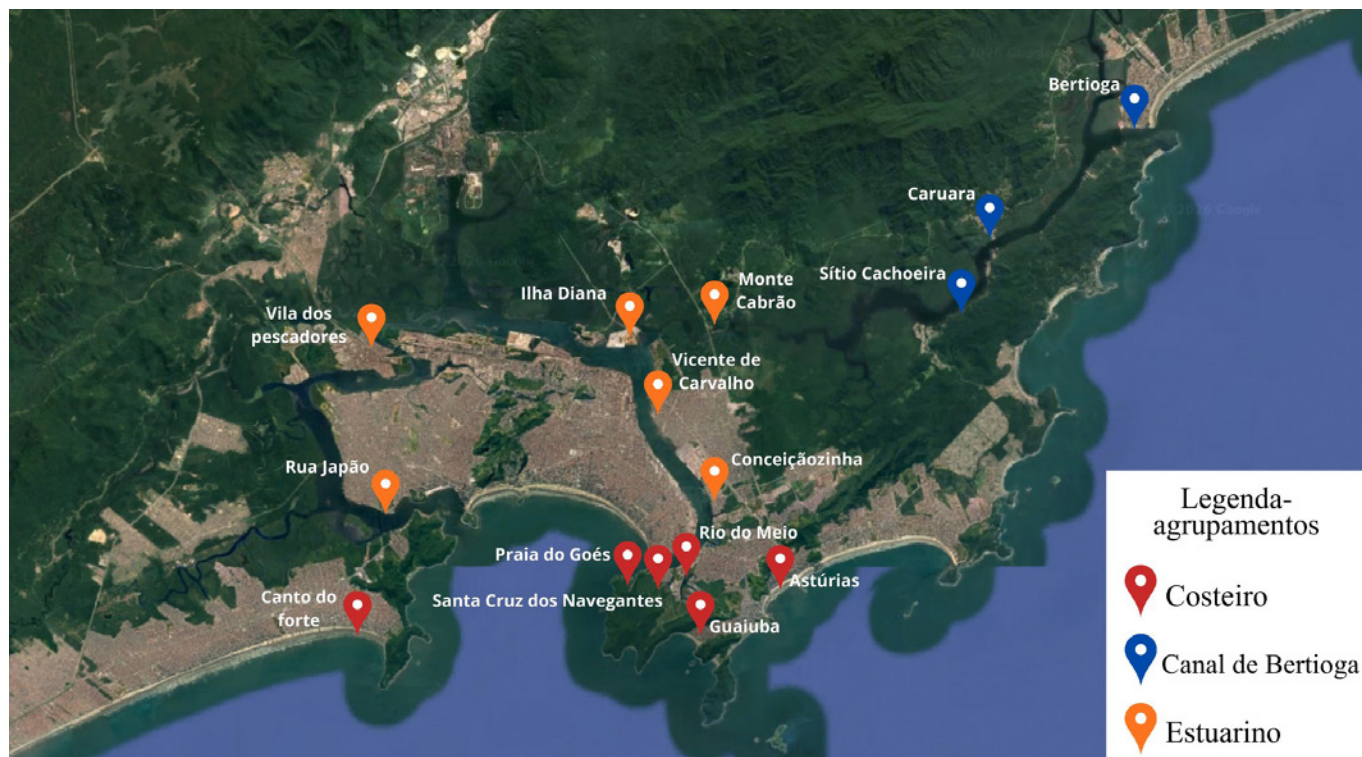 Bertioga
Caruara
Sítio Cachoeira
Monte
Cabrão
Ilha Diana
Vila dos
pescadores
Vicente de
Carvalho
Rua Japão
Conceiçãozinha
Rio do Meio
Praia do Goés
Astúrias
Santa Cruz dos Navegantes
Canto do
forte
Guaiuba
Legenda-
agrupamentos
Costeiro
Canal de Bertioga
Estuarino